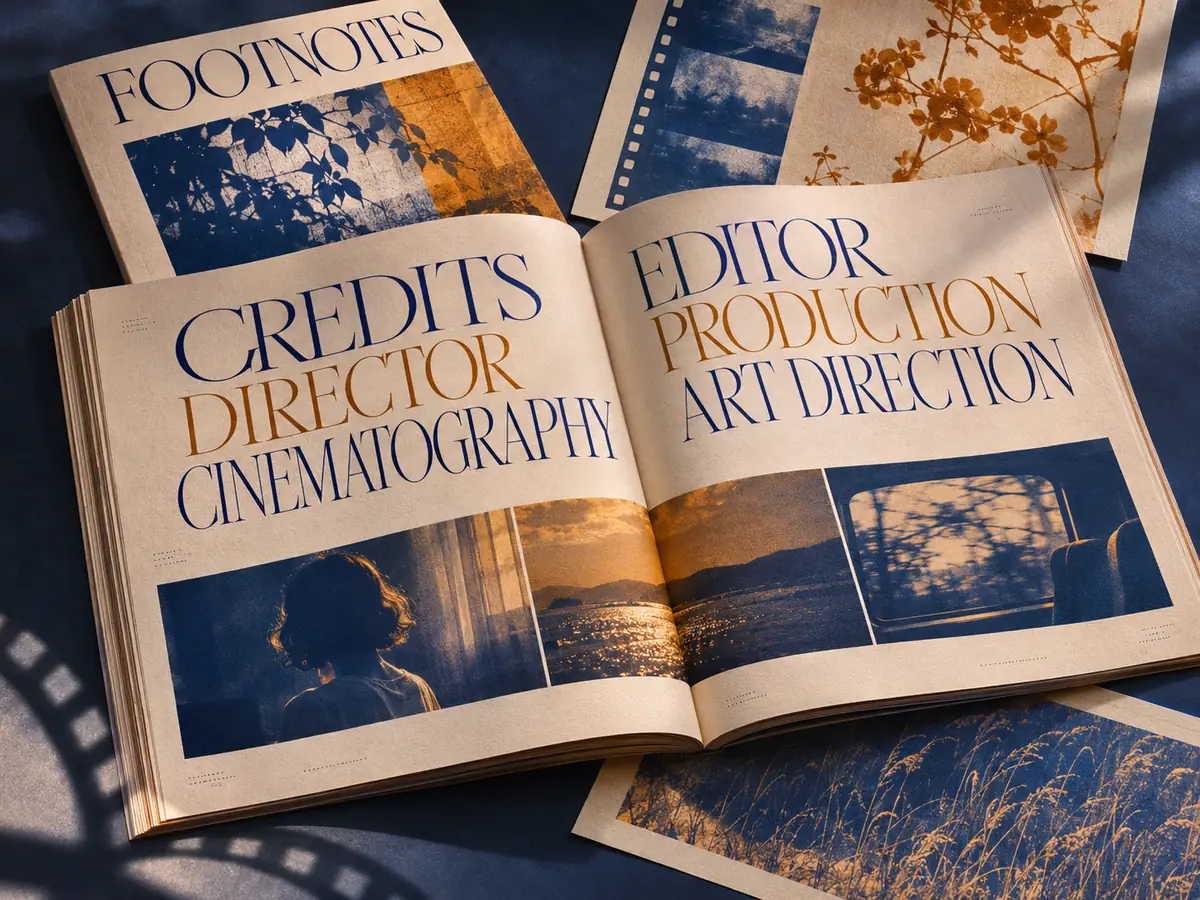 FOOTNOTES
CREDITS
DIRECTOR
CINEMATOGRAPHY
EDITOR
PRODUCTION
ART DIRECTION